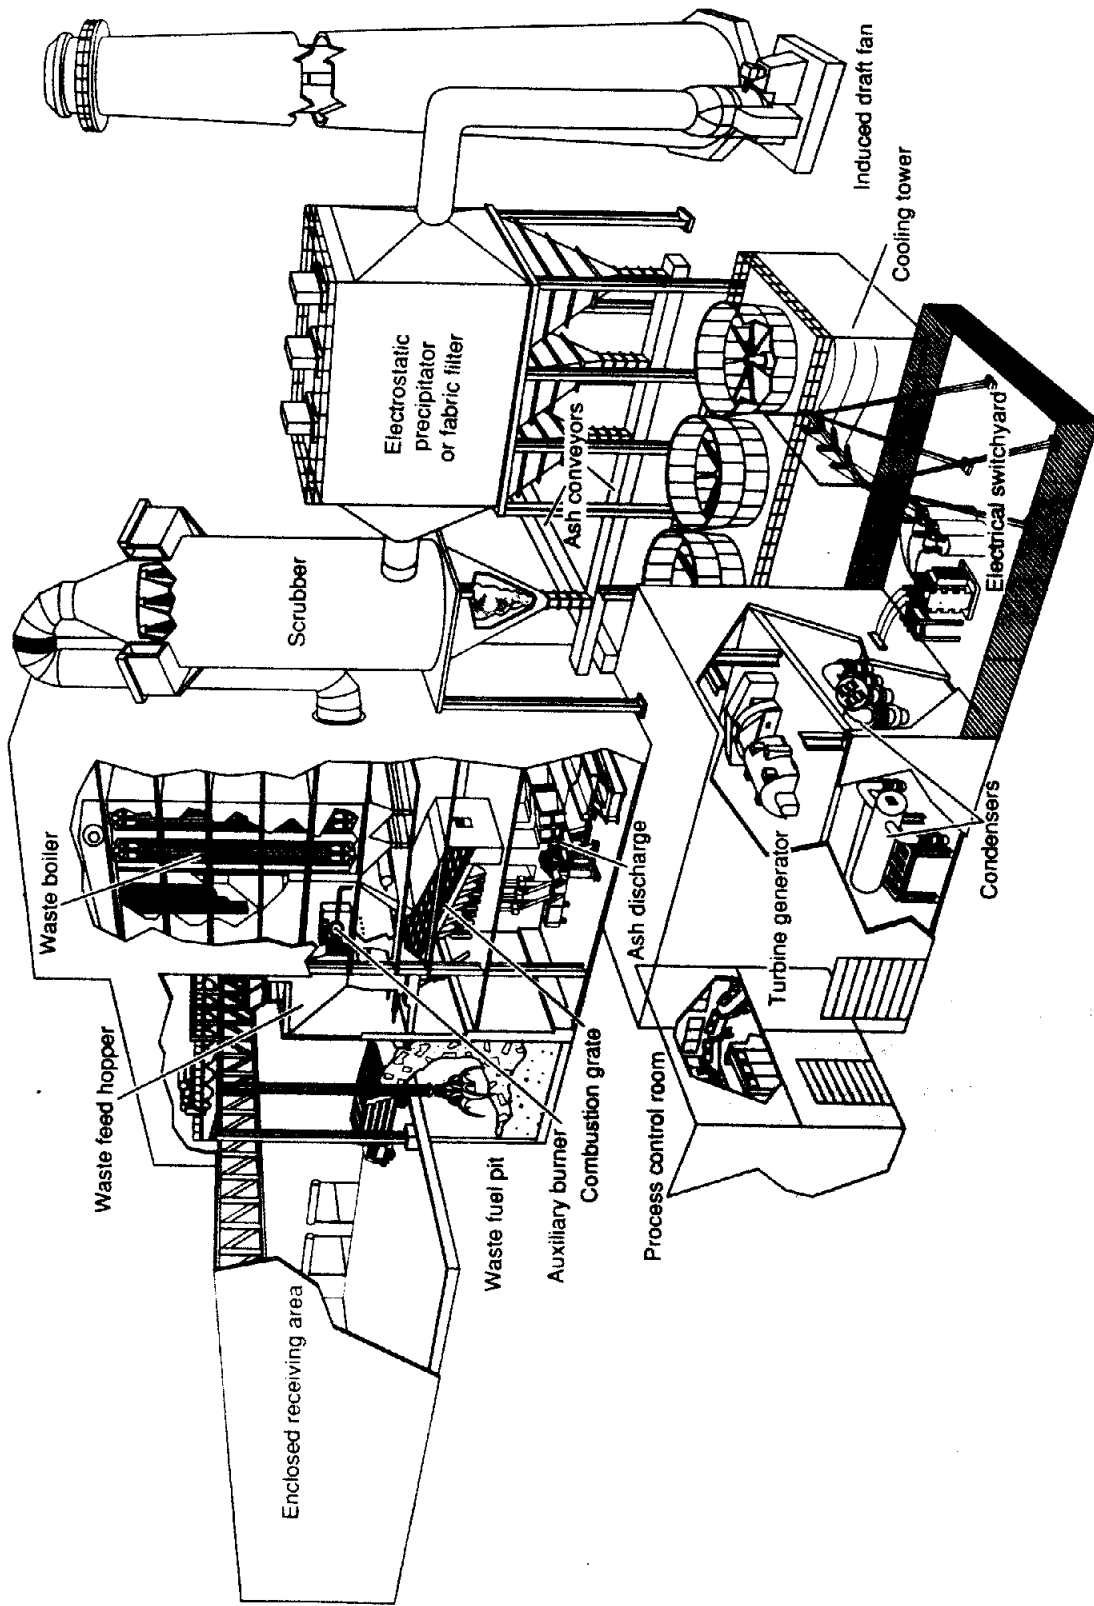 Waste boiler
Waste feed hopper
Enclosed receiving area
Scrubber
Electrostatic
precipitator
or fabric filter
Ash conveyors
Induced draft fan
Cooling tower
Electrical switchyard
Waste fuel pit
Auxiliary burner
Combustion grate
Ash discharge
Process control room
Turbine generator
Condensers